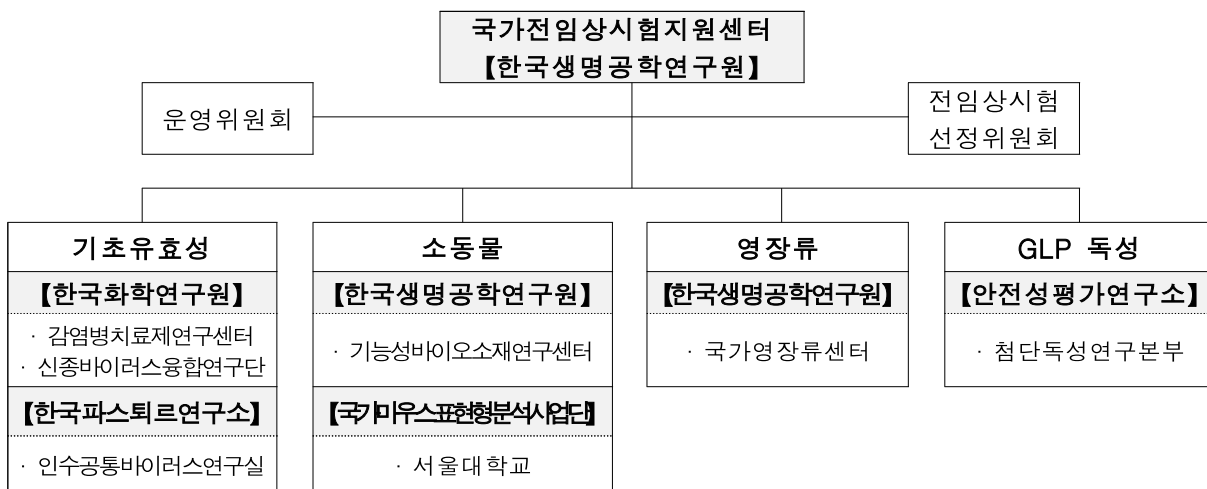 국가전임상시험지원센터
【한국생명공학연구원】
운영위원회
전임상시험
선정위원회
기초유효성
【한국화학연구원】
· 감염병치료제연구센터
· 신종바이러스융합연구단
【한국파스퇴르연구소】
· 인수공통바이러스연구실
소동물
【한국생명공학연구원】
· 기능성바이오소재연구센터
【국가마우스표현형분석사업단】
· 서울대학교
영장류
【한국생명공학연구원】
· 국가영장류센터
GLP 독성
【안전성평가연구소】
· 첨단독성연구본부